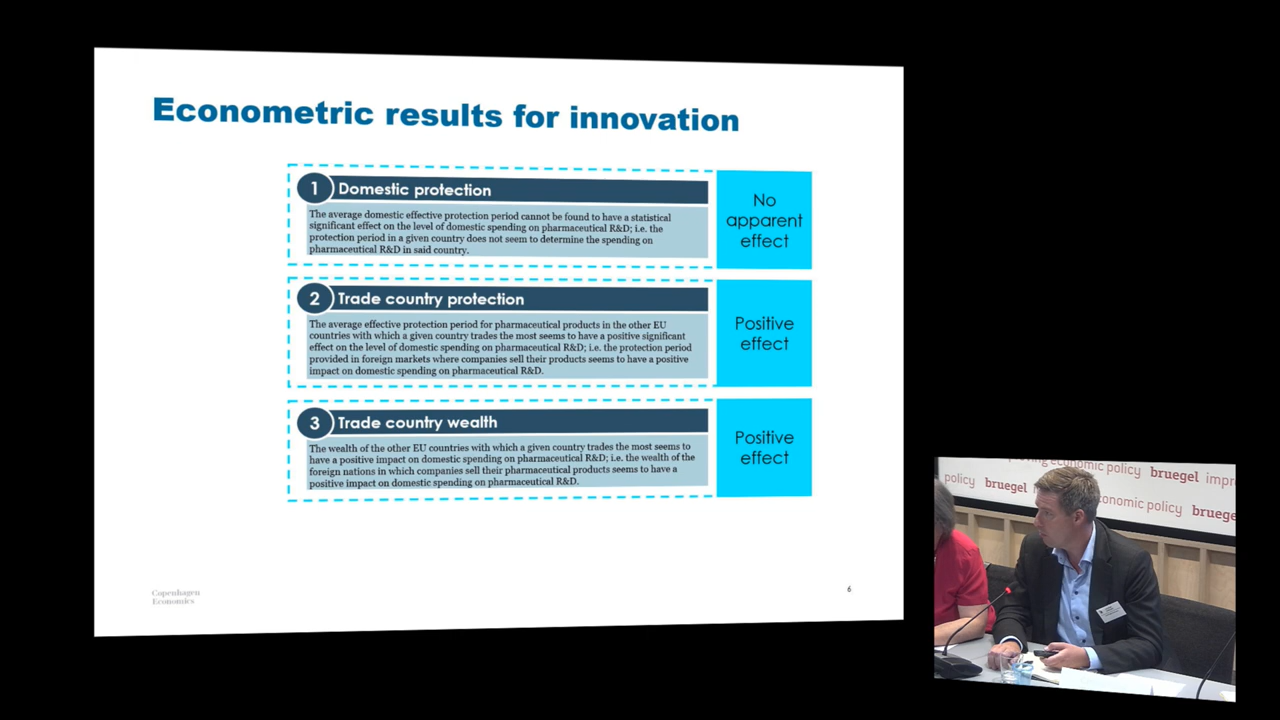 Econometric results for innovation
1 Domestic protection
The average domestic effective protection period cannot be found to have a statistical
significant effect on the level of domestic spending on pharmaceutical R&D; i.e. the
protection period in a given country does not seem to determine the spending on
pharmaceutical R&D in said country.
No
apparent
effect
2 Trade country protection
The average effective protection period for pharmaceutical products in the other EU
countries with which a given country trades the most seems to have a positive significant
effect on the level of domestic spending on pharmaceutical R&D; i.e. the protection period
provided in foreign markets where companies sell their products seems to have a positive
impact on domestic spending on pharmaceutical R&D.
Positive
effect
3 Trade country wealth
The wealth of the other EU countries with which a given country trades the most seems to
have a positive impact on domestic spending on pharmaceutical R&D; i.e. the wealth of the
foreign nations in which companies sell their pharmaceutical products seems to have a
positive impact on domestic spending on pharmaceutical R&D.
Positive
effect
Copenhagen
Economics
6
economic policy bruegel impr
policy bruegel
onomic policy bruege